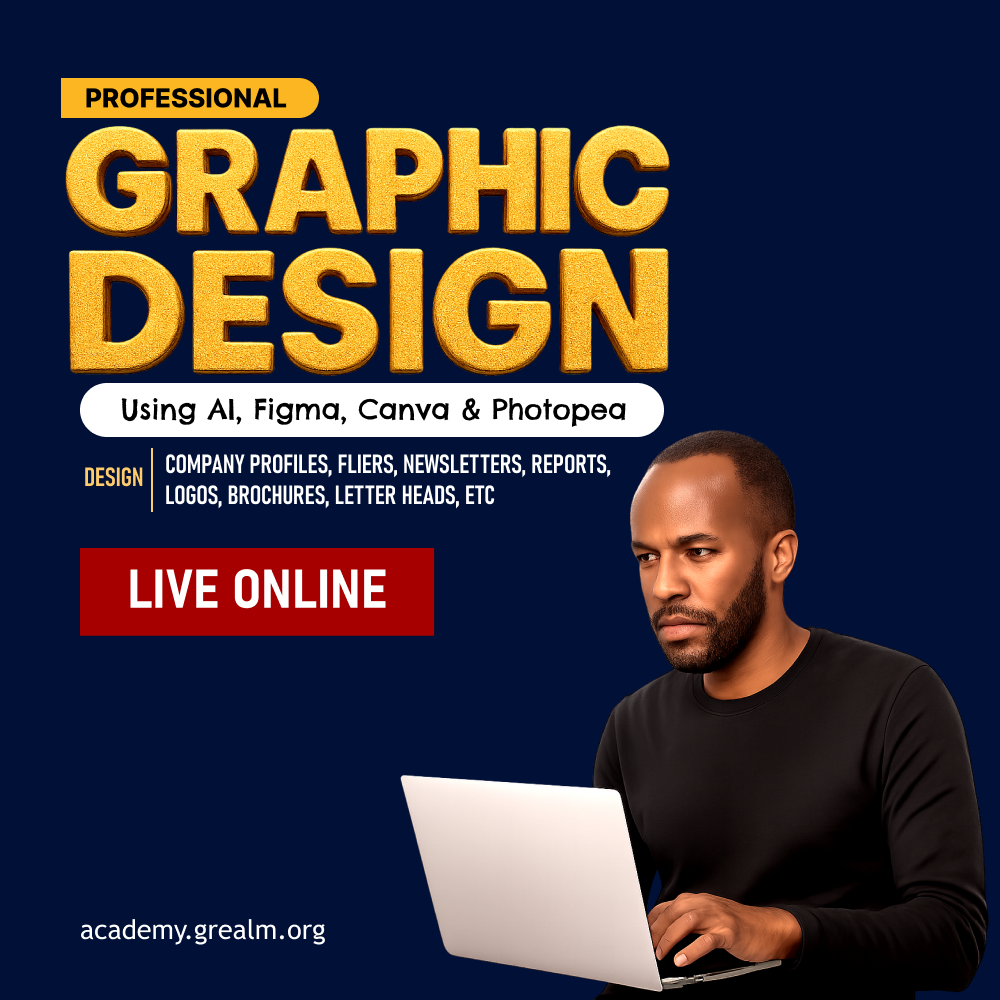 PROFESSIONAL
GRAPHIC
DESIGN
Using AI, Figma, Canva & Photopea
DESIGN
COMPANY PROFILES, FLIERS, NEWSLETTERS, REPORTS,
LOGOS, BROCHURES, LETTER HEADS, ETC
LIVE ONLINE
academy.grealm.org